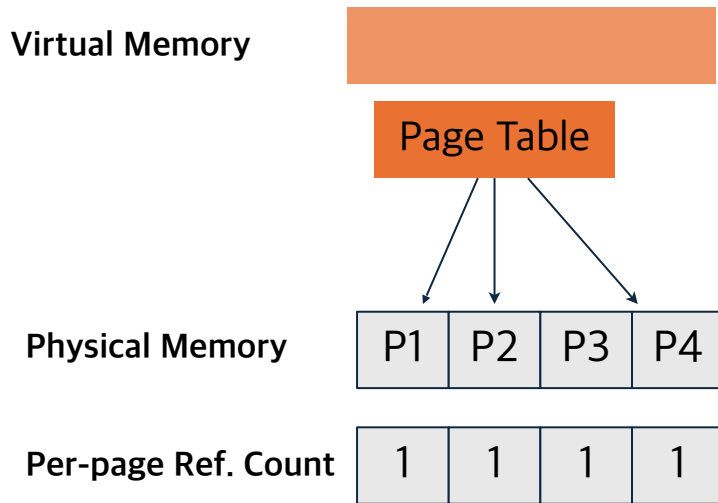 Virtual Memory
Page Table
Physical Memory P1 P2 P3 P4
Per-page Ref. Count 1 1 1 1